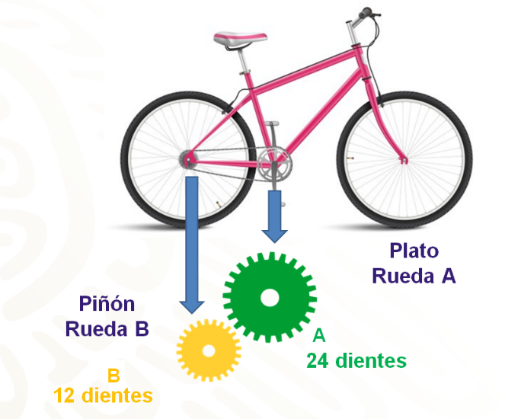 Plato
Rueda A
Piñón
Rueda B
A
24 dientes
B
12 dientes